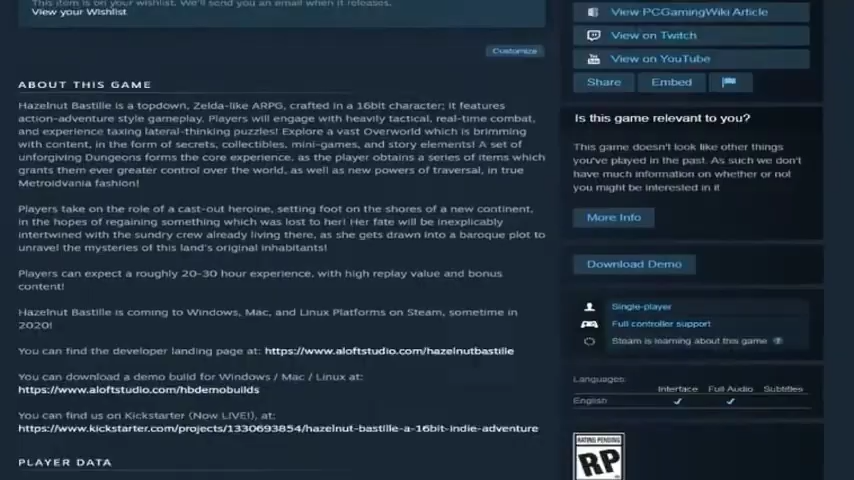 This item is on your wishlist. We'll send you an email when it releases.
View your Wishlist
Customize
ABOUT THIS GAME
Hazelnut Bastille is a topdown, Zelda-like ARPG, crafted in a 16bit character; it features
action-adventure style gameplay. Players will engage with heavily tactical, real-time combat,
and experience taxing lateral-thinking puzzles! Explore a vast Overworld which is brimming
with content, in the form of secrets, collectibles, mini-games, and story elements! A set of
unforgiving Dungeons forms the core experience, as the player obtains a series of items which
grants them ever greater control over the world, as well as new powers of traversal, in true
Metroidvania fashion!
Players take on the role of a cast-out heroine, setting foot on the shores of a new continent,
in the hopes of regaining something which was lost to her! Her fate will be inexplicably
intertwined with the sundry crew already living there, as she gets drawn into a baroque plot to
unravel the mysteries of this land's original inhabitants!
Players can expect a roughly 20-30 hour experience, with high replay value and bonus
content!
Hazelnut Bastille is coming to Windows, Mac, and Linux Platforms on Steam, sometime in
2020!
You can find the developer landing page at: https://www.aloftstudio.com/hazelnutbastille
You can download a demo build for Windows / Mac / Linux at:
https://www.aloftstudio.com/hbdemobuilds
You can find us on Kickstarter (Now LIVE!), at:
https://www.kickstarter.com/projects/1330693854/hazelnut-bastille-a-16bit-indie-adventure
PLAYER DATA
View PCGamingWiki Article
View on Twitch
You Tube
View on YouTube
Share Embed
Is this game relevant to you?
This game doesn't look like other things
you've played in the past. As such we don't
have much information on whether or not
you might be interested in it
More Info
Download Demo
Single-player
Full controller support
Steam is learning about this game ?
Languages:
Interface Full Audio Subtitles
English ✓ ✓
RATING PENDING
RP